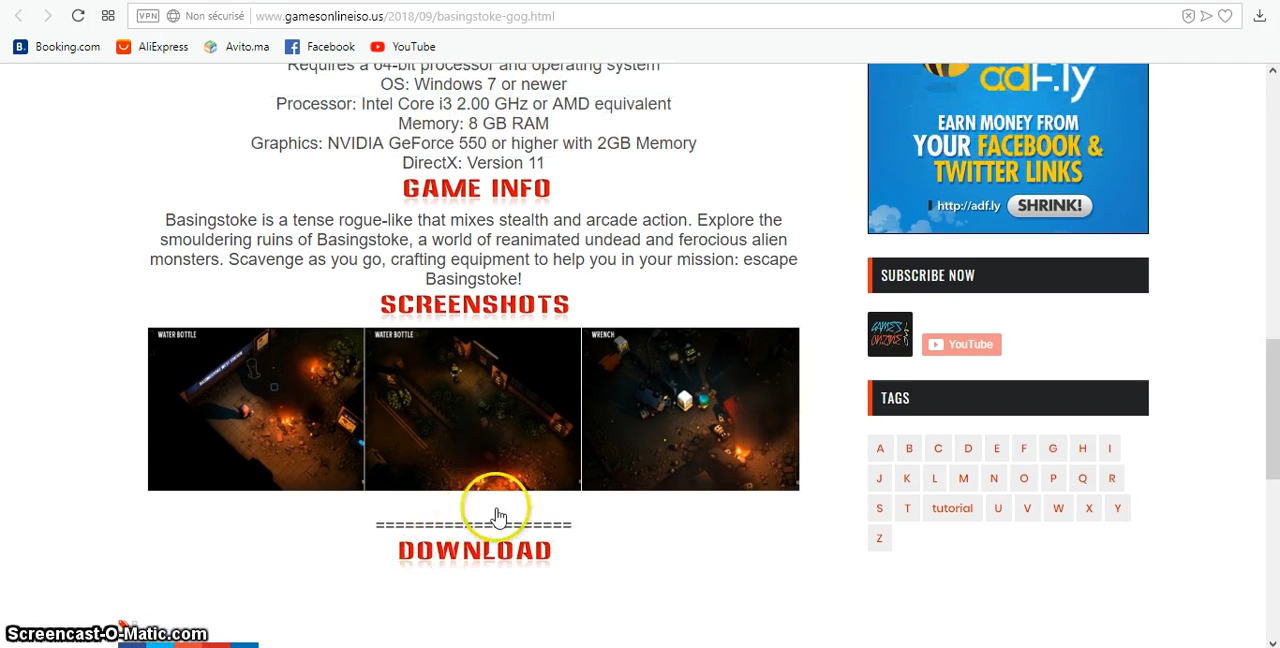 VPN Non sécurisé www.gamesonlineiso.us/2018/09/basingstoke-gog.html
B. Booking.com AliExpress Avito.ma Facebook YouTube
Requires a 64-bit processor and operating system
OS: Windows 7 or newer
Processor: Intel Core i3 2.00 GHz or AMD equivalent
Memory: 8 GB RAM
Graphics: NVIDIA GeForce 550 or higher with 2GB Memory
DirectX: Version 11
GAME INFO
Basingstoke is a tense rogue-like that mixes stealth and arcade action. Explore the
smouldering ruins of Basingstoke, a world of reanimated undead and ferocious alien
monsters. Scavenge as you go, crafting equipment to help you in your mission: escape
Basingstoke!
SCREENSHOTS
WATER BOTTLE WATER BOTTLE WRENCH
====================
DOWNLOAD
adf.ly
EARN MONEY FROM
YOUR FACEBOOK &
TWITTER LINKS
http://adf.ly SHRINK!
SUBSCRIBE NOW
GAMES ONLINE ISO
YouTube
TAGS
A B C D E F G H I
J K L M N O P Q R
S T tutorial U V W X Y
Z
Screencast-O-Matic.com